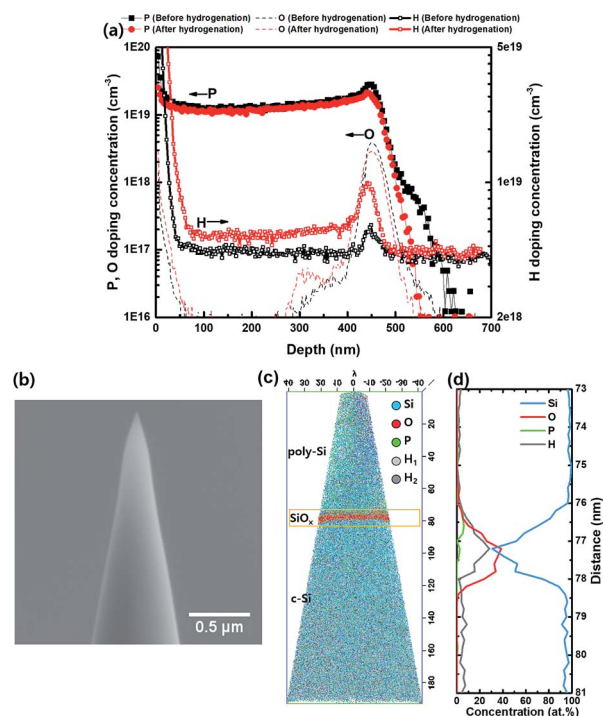 P (Before hydrogenation) O (Before hydrogenation) H (Before hydrogenation)
P (After hydrogenation) O (After hydrogenation) H (After hydrogenation)
(a)
1E20
1E19
1E18
1E17
1E16
P, O doping concentration (cm⁻³)
5e19
1e19
2e18
H doping concentration (cm⁻³)
P
O
H
0 100 200 300 400 500 600 700
Depth (nm)
(b)
0.5 μm
(c)
40 30 20 10 0 -10 -20 -30 -40
Si
O
P
H₁
H₂
poly-Si
SiOₓ
c-Si
20
40
60
80
100
120
140
160
180
(d)
Si
O
P
H
73
74
75
76
77
78
79
80
81
Distance (nm)
0 20 40 60 80 100
Concentration (at.%)